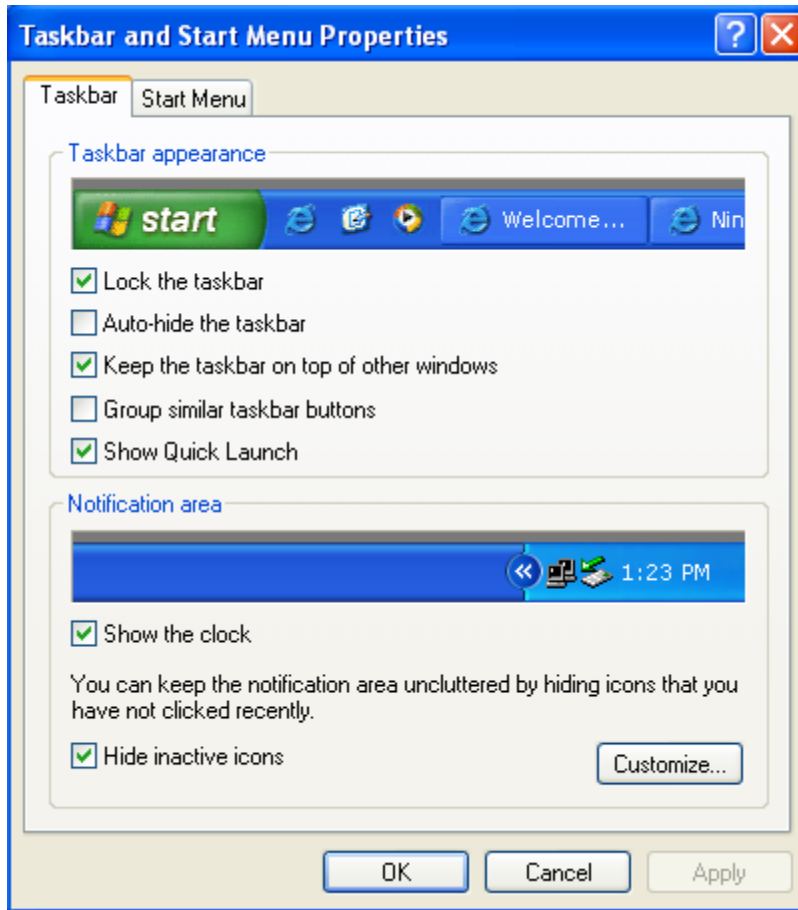 Taskbar and Start Menu Properties
Taskbar
Start Menu
Taskbar appearance
start
Welcome...
Nin
Lock the taskbar
Auto-hide the taskbar
Keep the taskbar on top of other windows
Group similar taskbar buttons
Show Quick Launch
Notification area
1:23 PM
Show the clock
You can keep the notification area uncluttered by hiding icons that you
have not clicked recently.
Hide inactive icons
Customize...
OK
Cancel
Apply